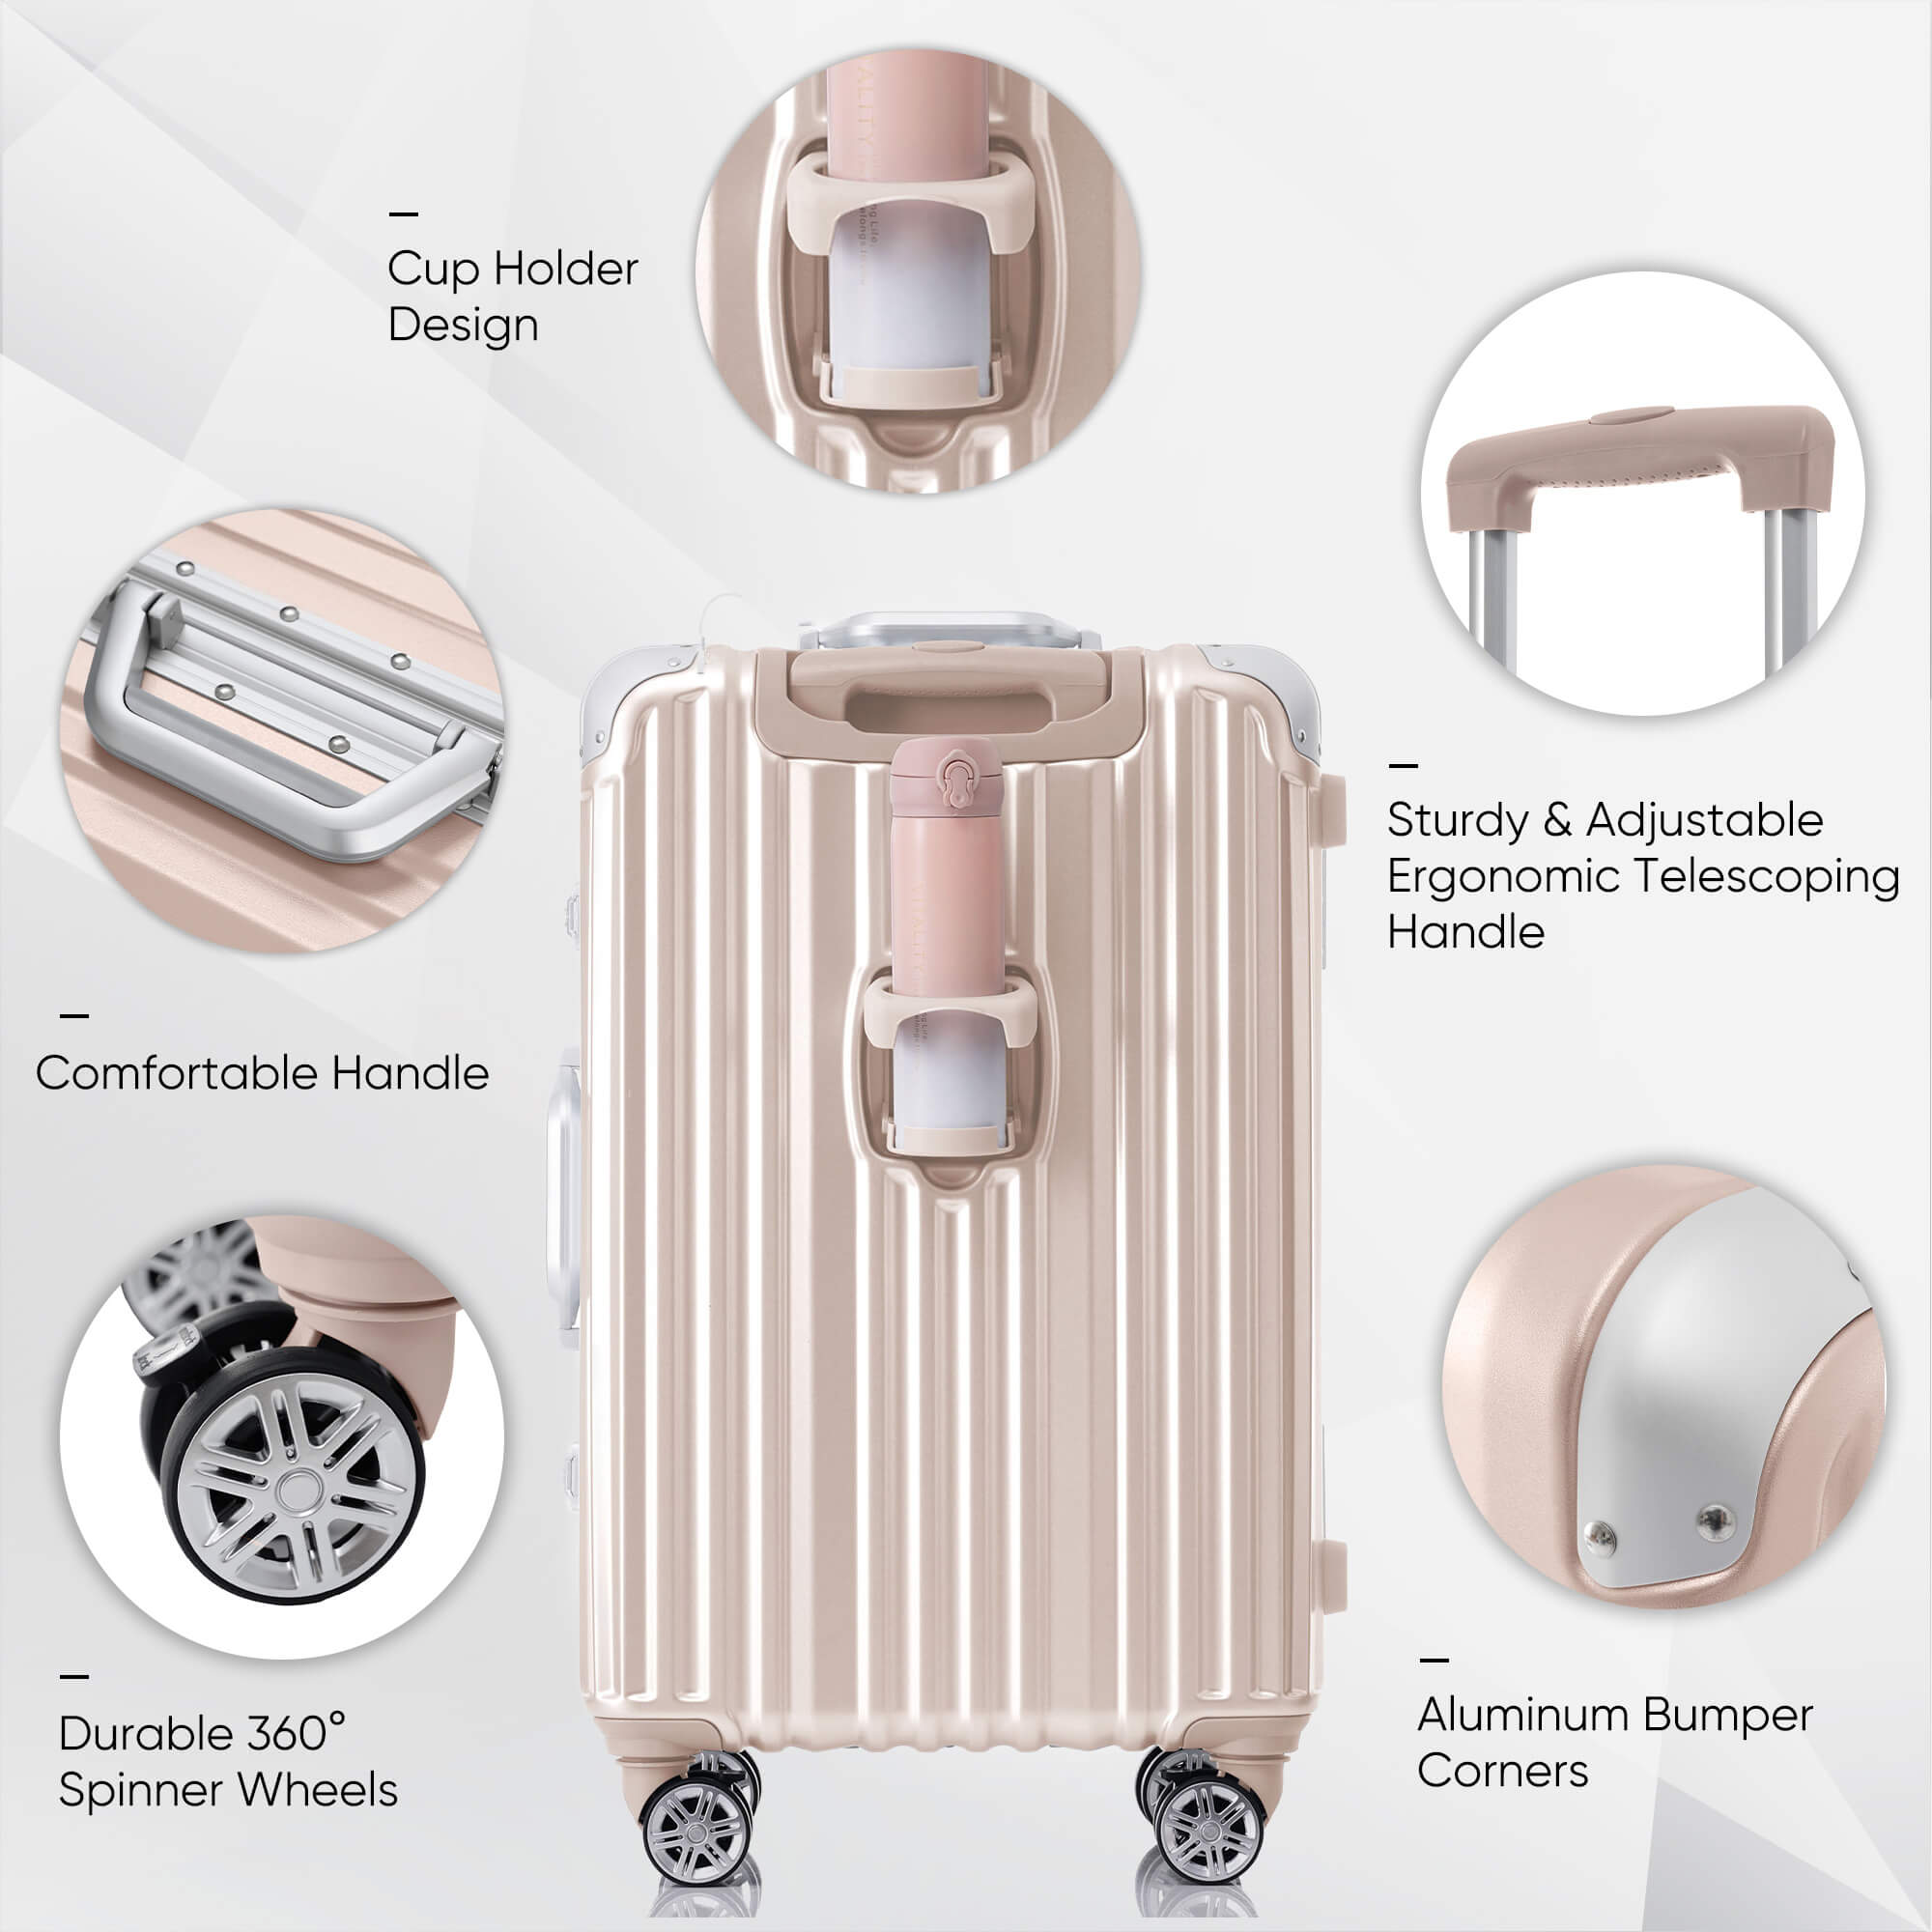 Cup Holder
Design
Comfortable Handle
Sturdy & Adjustable
Ergonomic Telescoping
Handle
Durable 360°
Spinner Wheels
Aluminum Bumper
Corners